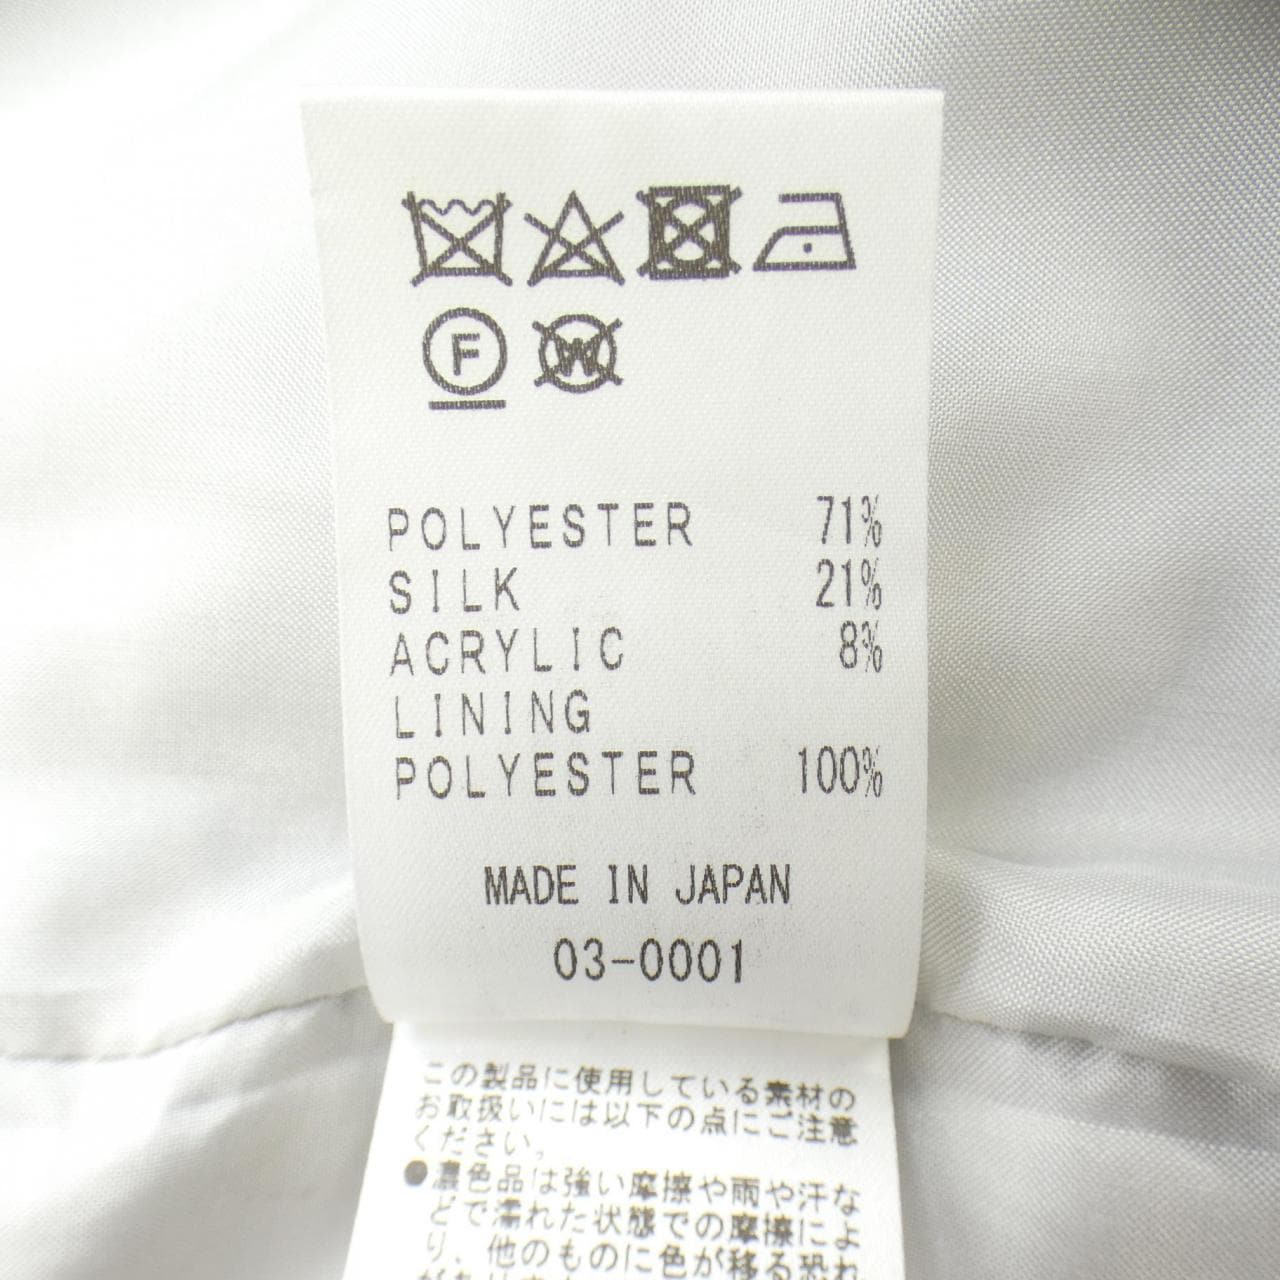 F W
POLYESTER 71%
SILK 21%
ACRYLIC 8%
LINING
POLYESTER 100%
MADE IN JAPAN
03-0001
この製品に使用している素材の
お取扱いには以下の点にご注意
ください。
●濃色品は強い摩擦や雨や汗な
どで濡れた状態での摩擦によ
り、他のものに色が移る恐れ